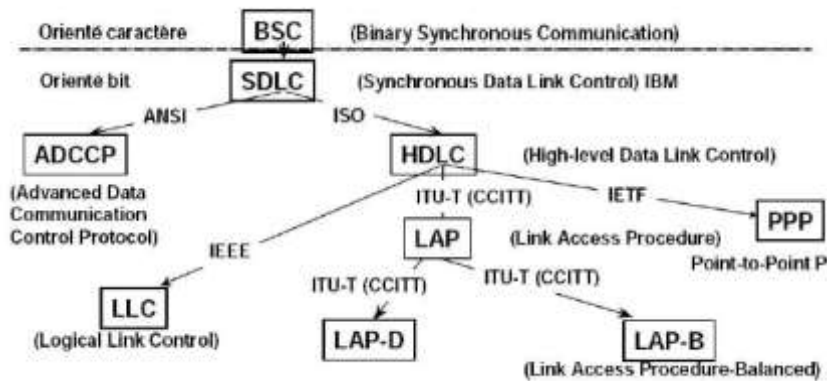 Orienté caractère BSC (Binary Synchronous Communication)
Orienté bit SDLC (Synchronous Data Link Control) IBM
ANSI ISO
ADCCP HDLC (High-level Data Link Control)
(Advanced Data
Communication
Control Protocol)
ITU-T (CCITT) IETF
PPP
Point-to-Point P
IEEE LAP (Link Access Procedure)
ITU-T (CCITT) ITU-T (CCITT)
LLC
(Logical Link Control)
LAP-D LAP-B
(Link Access Procedure-Balanced)